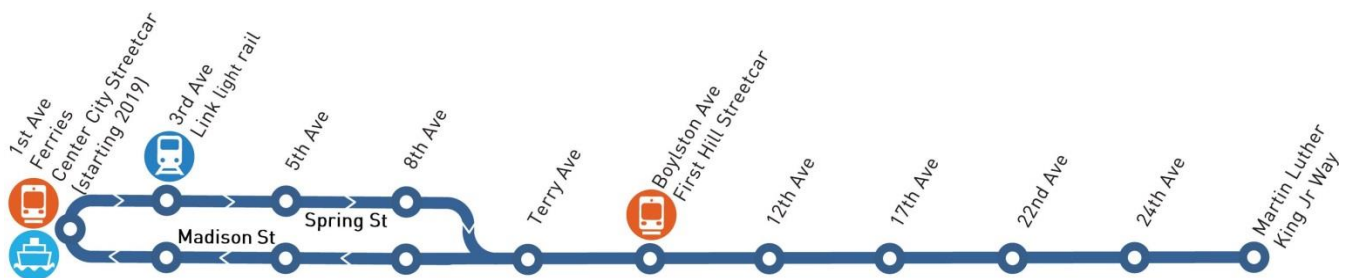 1st Ave
Ferries
Center City Streetcar
(starting 2019)
3rd Ave
Link light rail
5th Ave
8th Ave
Spring St
Madison St
Terry Ave
Boylston Ave
First Hill Streetcar
12th Ave
17th Ave
22nd Ave
24th Ave
Martin Luther
King Jr Way